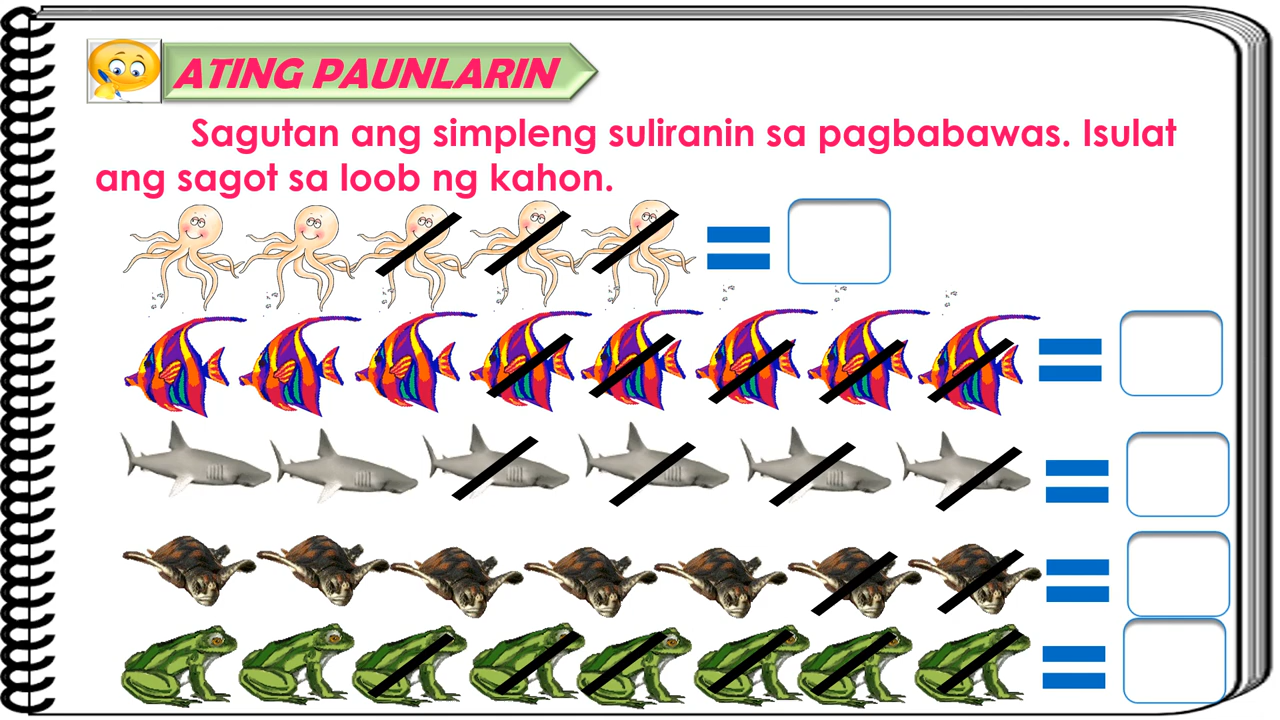 ATING PAUNLARIN
Sagutan ang simpleng suliranin sa pagbabawas. Isulat
ang sagot sa loob ng kahon.
=
=
=
=
=